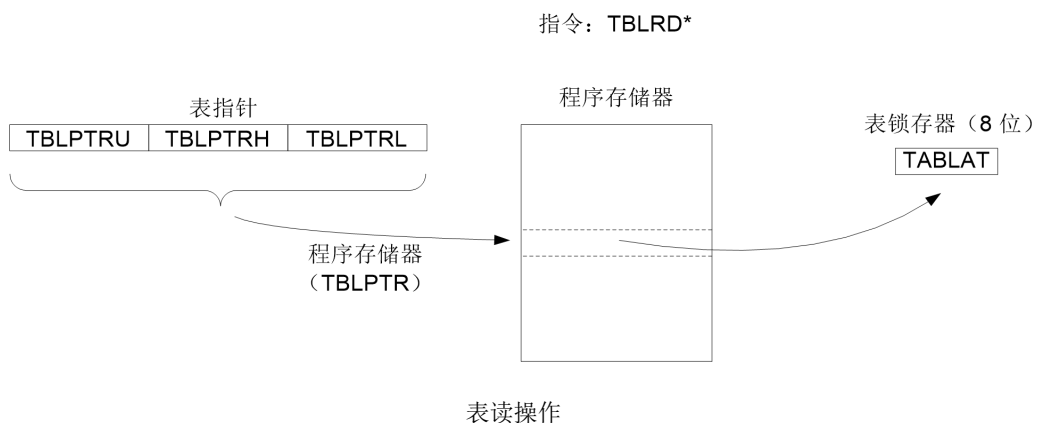 指令：TBLRD*
程序存储器
表指针
表锁存器（8 位）
TBLPTRU TBLPTRH TBLPTRL
TABLAT
程序存储器
（TBLPTR）
表读操作